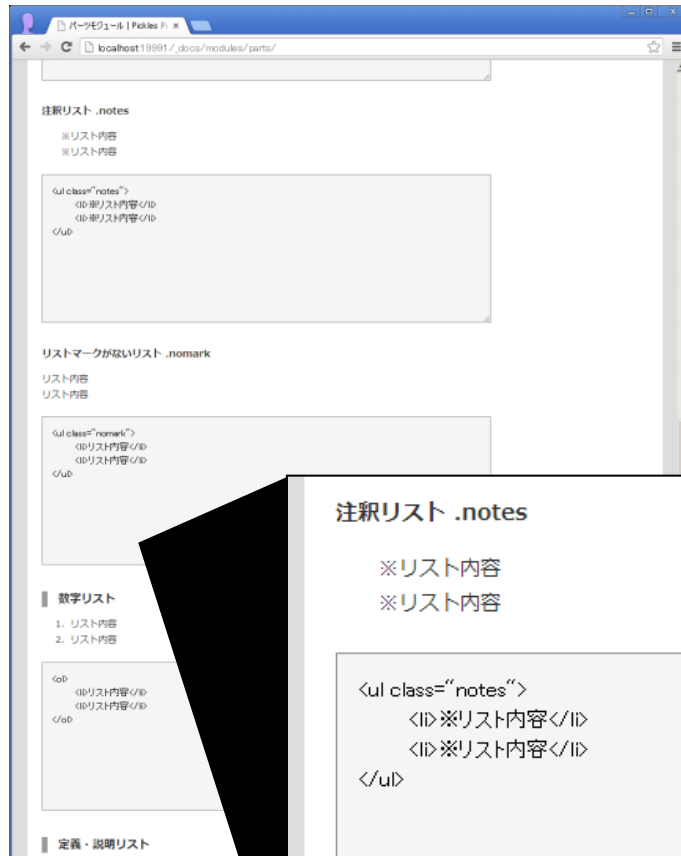 パーツモジュール | Pickles P
localhost:19991/_docs/modules/parts/
注釈リスト .notes
※リスト内容
※リスト内容
<ul class="notes">
<li>※リスト内容</li>
<li>※リスト内容</li>
</ul>
リストマークがないリスト .nomark
リスト内容
リスト内容
<ul class="nomark">
<li>リスト内容</li>
<li>リスト内容</li>
</ul>
数字リスト
1. リスト内容
2. リスト内容
<ol>
<li>リスト内容</li>
<li>リスト内容</li>
</ol>
定義・説明リスト
注釈リスト .notes
※リスト内容
※リスト内容
<ul class="notes">
<li>※リスト内容</li>
<li>※リスト内容</li>
</ul>